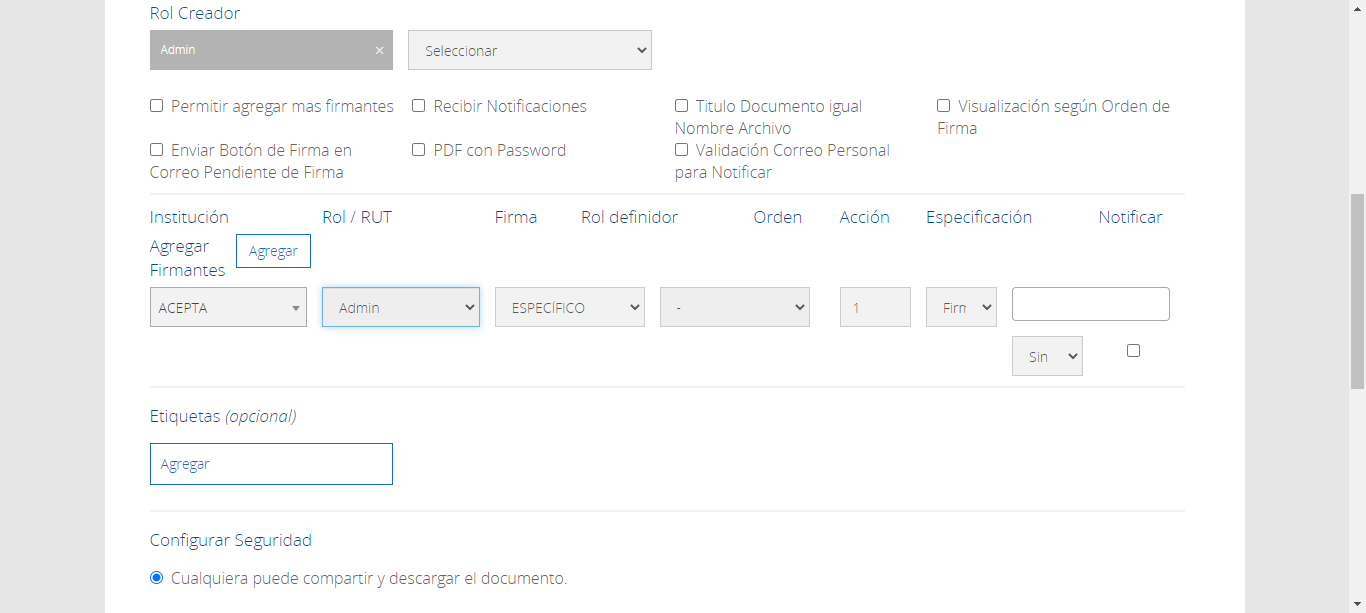 Rol Creador
Admin ×
Seleccionar
Permitir agregar mas firmantes
Recibir Notificaciones
Titulo Documento igual
Nombre Archivo
Visualización según Orden de
Firma
Enviar Botón de Firma en
Correo Pendiente de Firma
PDF con Password
Validación Correo Personal
para Notificar
Institución Rol / RUT Firma Rol definidor Orden Acción Especificación Notificar
Agregar
Firmantes
Agregar
ACEPTA Admin ESPECÍFICO - 1 Firm
Sin
Etiquetas (opcional)
Agregar
Configurar Seguridad
Cualquiera puede compartir y descargar el documento.